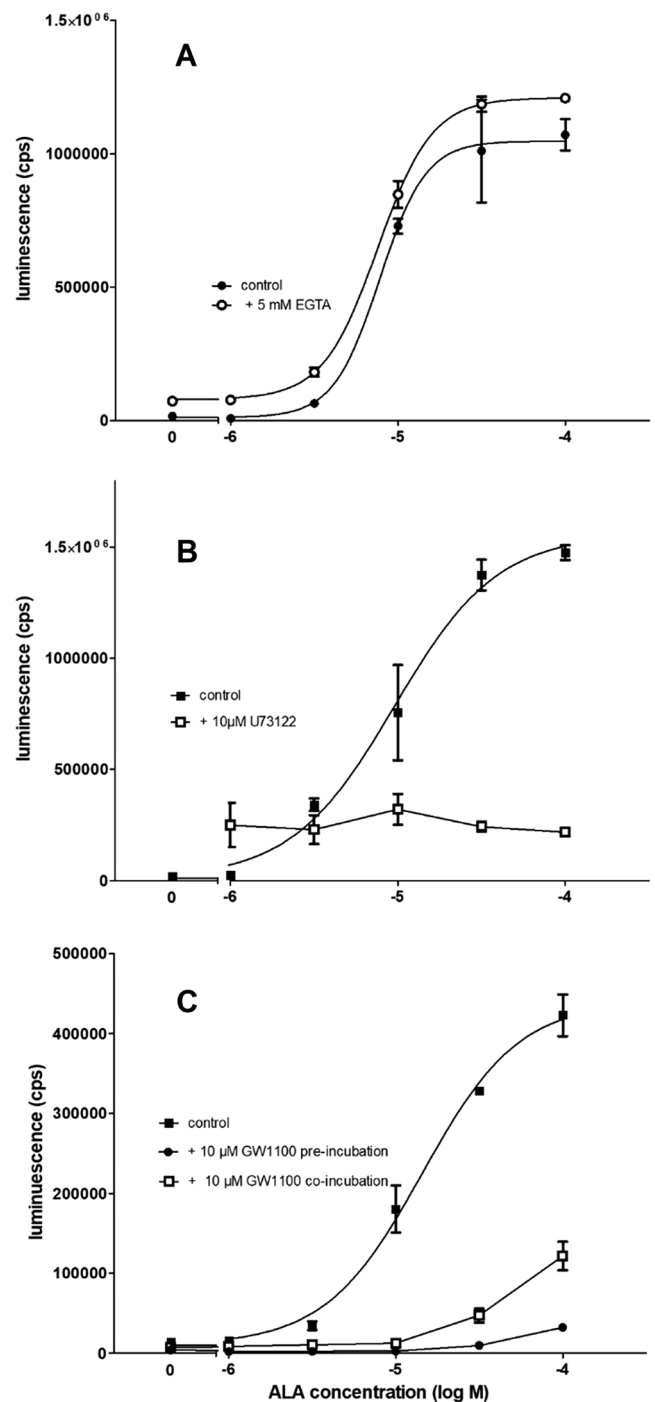 1.5×10⁰⁶
A
1000000
luminescence (cps)
control
+ 5 mM EGTA
500000
0
0 -6 -5 -4
1.5×10⁰⁶
B
1000000
luminescence (cps)
control
+ 10µM U73122
500000
0
0 -6 -5 -4
500000
C
400000
luminuescence (cps)
300000
control
+ 10 µM GW1100 pre-incubation
+ 10 µM GW1100 co-incubation
200000
100000
0
0 -6 -5 -4
ALA concentration (log M)